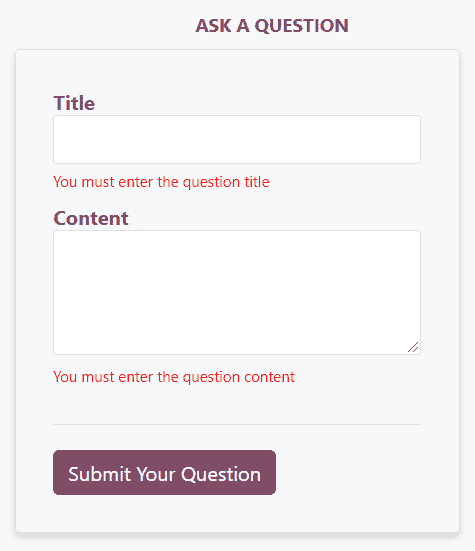 ASK A QUESTION
Title
You must enter the question title
Content
You must enter the question content
Submit Your Question